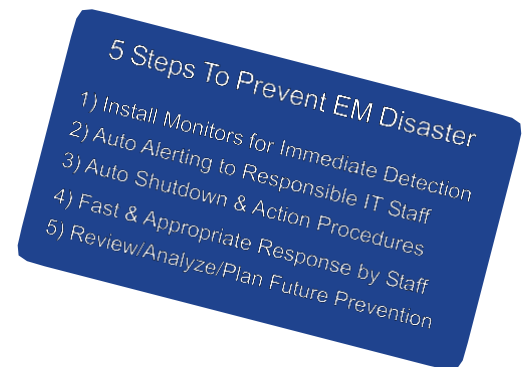 5 Steps To Prevent EM Disaster
1) Install Monitors for Immediate Detection
2) Auto Alerting to Responsible IT Staff
3) Auto Shutdown & Action Procedures
4) Fast & Appropriate Response by Staff
5) Review/Analyze/Plan Future Prevention